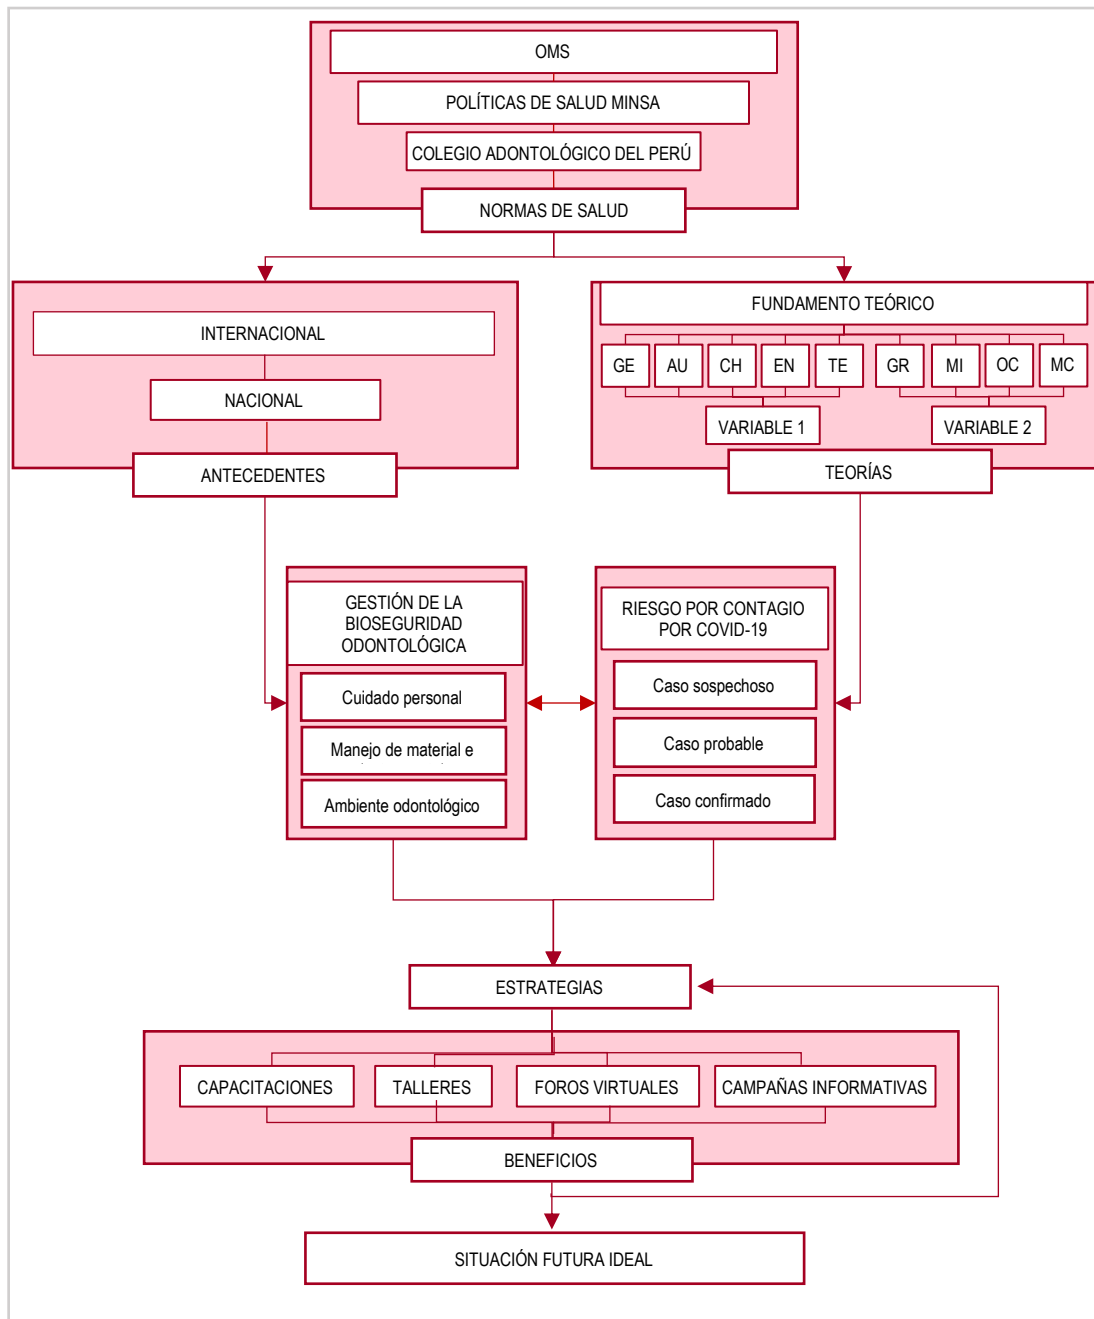 OMS
POLÍTICAS DE SALUD MINSA
COLEGIO ADONTOLÓGICO DEL PERÚ
NORMAS DE SALUD
INTERNACIONAL
NACIONAL
ANTECEDENTES
FUNDAMENTO TEÓRICO
GE AU CH EN TE GR MI OC MC
VARIABLE 1 VARIABLE 2
TEORÍAS
GESTIÓN DE LA
BIOSEGURIDAD
ODONTOLÓGICA
Cuidado personal
Manejo de material e
Ambiente odontológico
RIESGO POR CONTAGIO
POR COVID-19
Caso sospechoso
Caso probable
Caso confirmado
ESTRATEGIAS
CAPACITACIONES TALLERES FOROS VIRTUALES CAMPAÑAS INFORMATIVAS
BENEFICIOS
SITUACIÓN FUTURA IDEAL